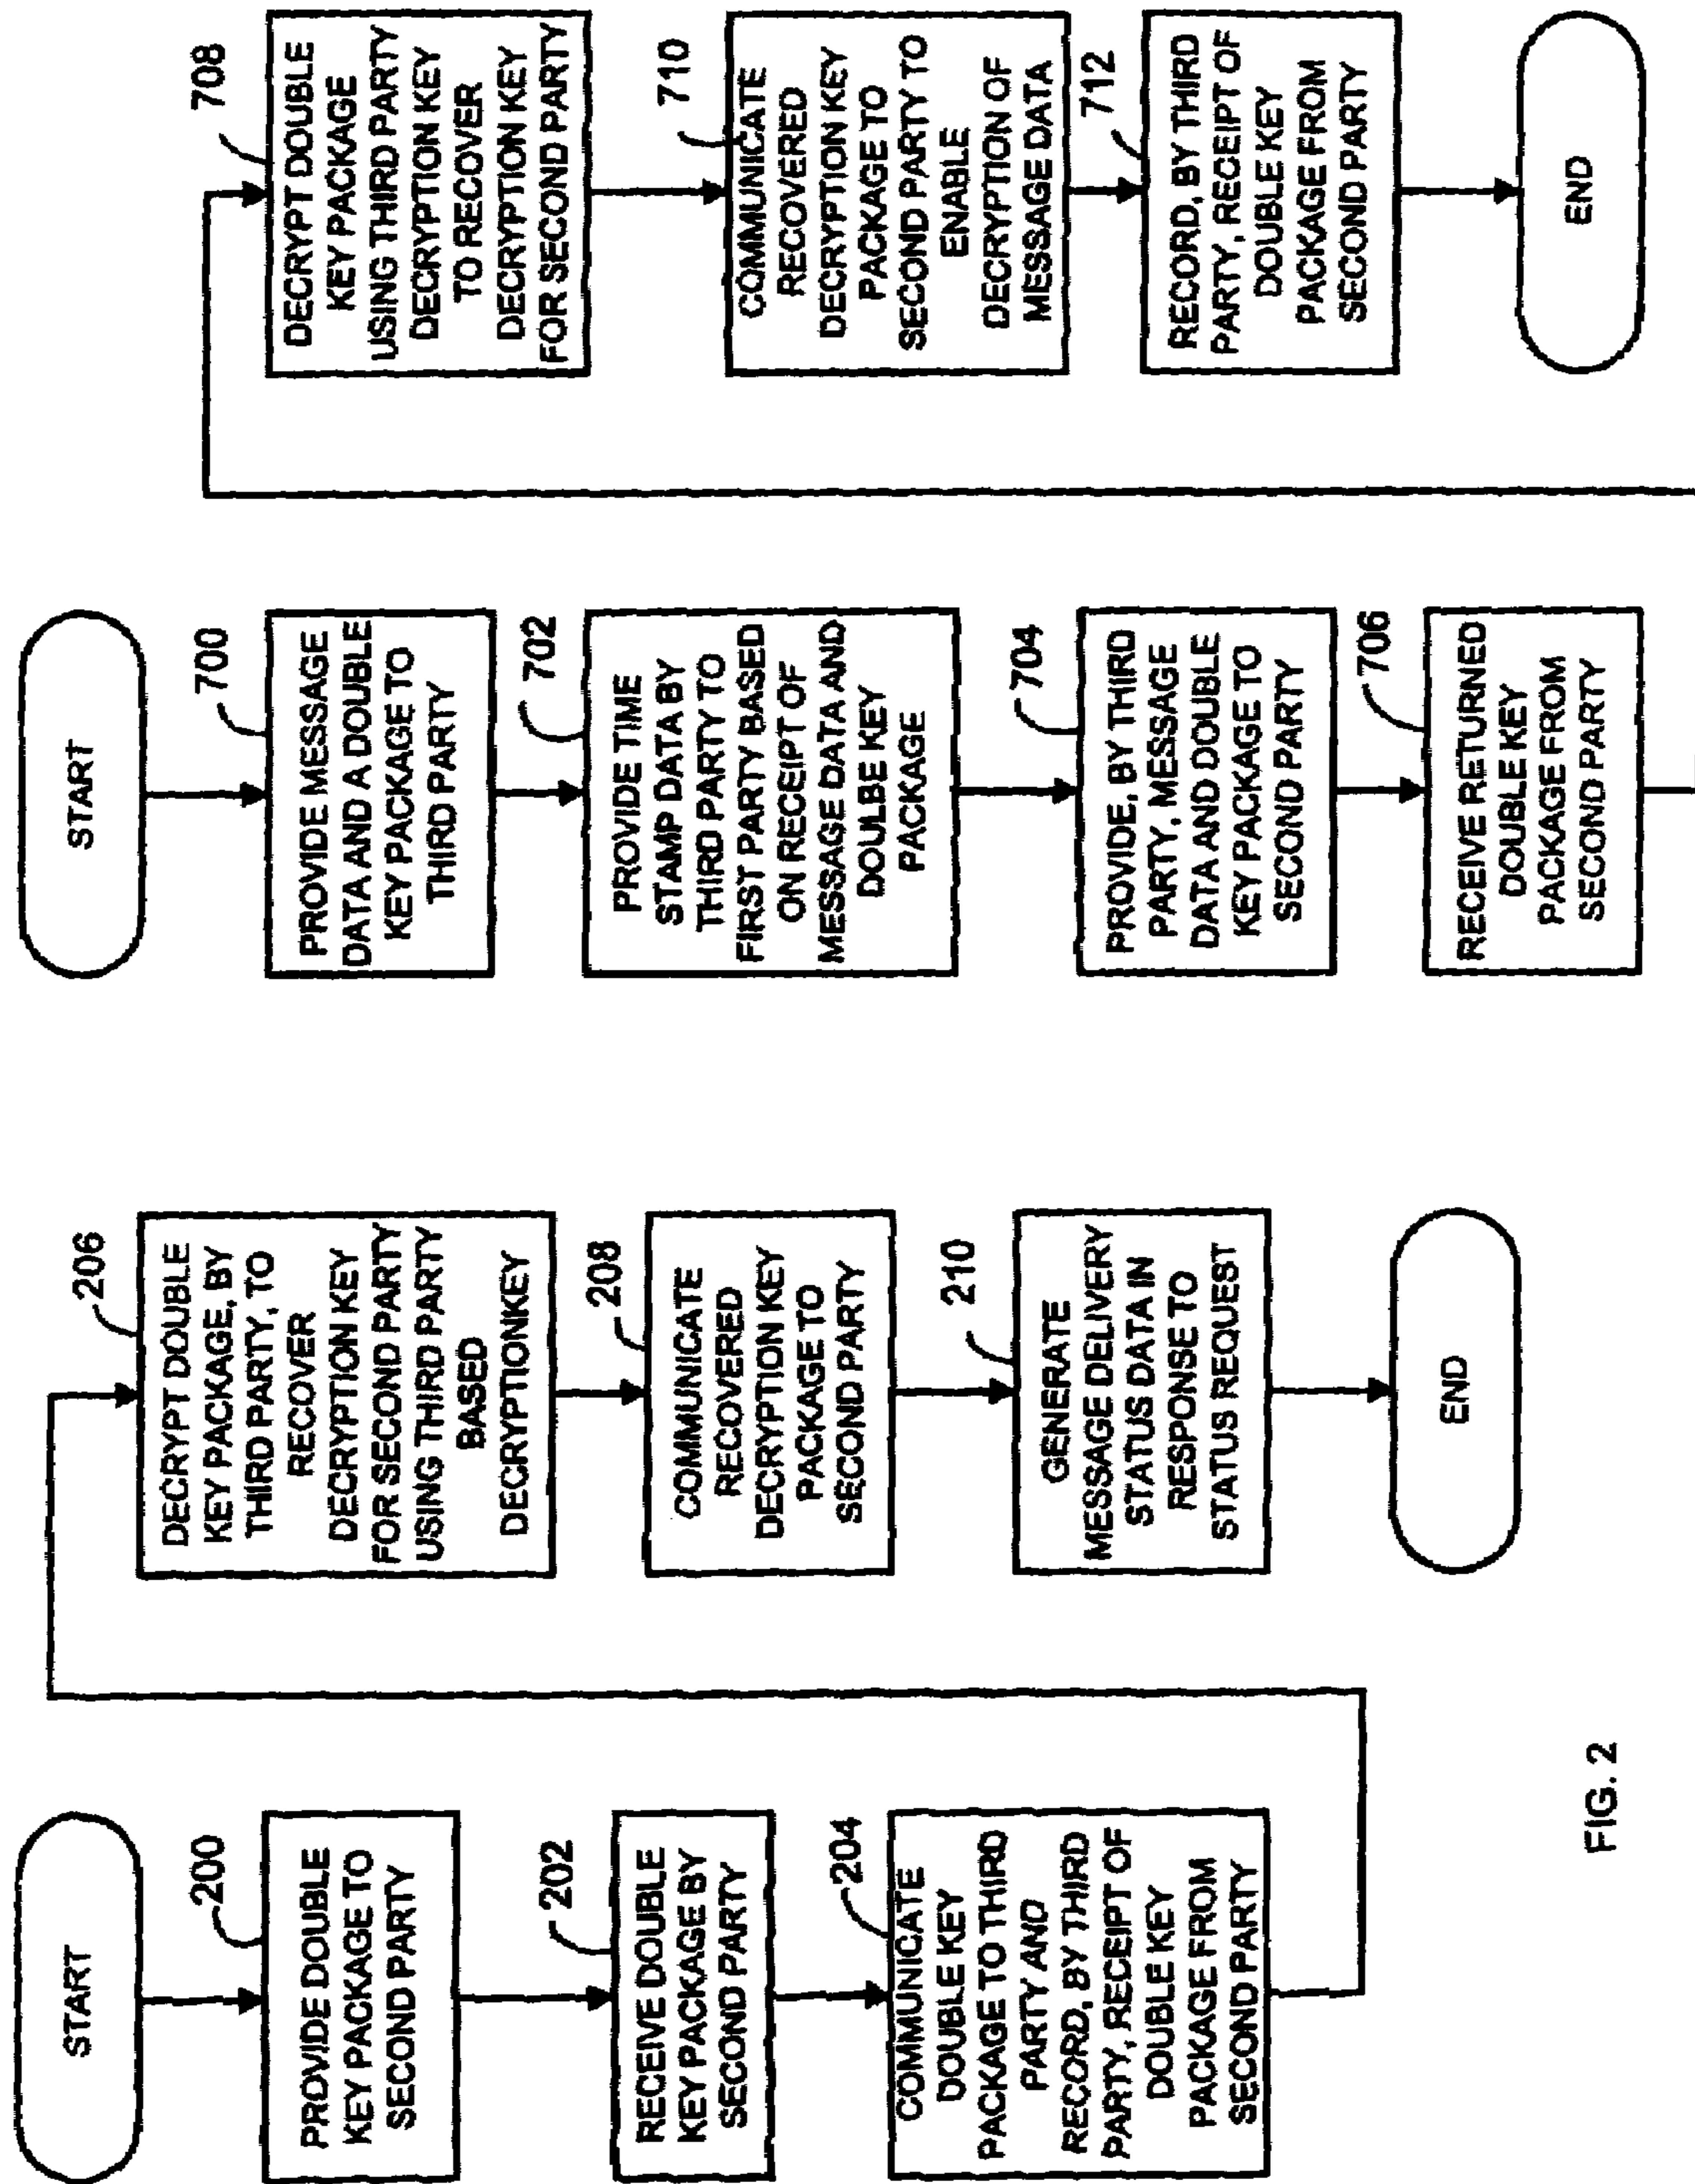 START
200
PROVIDE DOUBLE
KEY PACKAGE TO
SECOND PARTY
202
RECEIVE DOUBLE
KEY PACKAGE BY
SECOND PARTY
204
COMMUNICATE
DOUBLE KEY
PACKAGE TO THIRD
PARTY AND
RECORD, BY THIRD
PARTY, RECEIPT OF
DOUBLE KEY
PACKAGE FROM
SECOND PARTY
206
DECRYPT DOUBLE
KEY PACKAGE, BY
THIRD PARTY, TO
RECOVER
DECRYPTION KEY
FOR SECOND PARTY
USING THIRD PARTY
BASED
DECRYPTIONKEY
208
COMMUNICATE
RECOVERED
DECRYPTION KEY
PACKAGE TO
SECOND PARTY
210
GENERATE
MESSAGE DELIVERY
STATUS DATA IN
RESPONSE TO
STATUS REQUEST
END
FIG. 2
START
700
PROVIDE MESSAGE
DATA AND A DOUBLE
KEY PACKAGE TO
THIRD PARTY
702
PROVIDE TIME
STAMP DATA BY
THIRD PARTY TO
FIRST PARTY BASED
ON RECEIPT OF
MESSAGE DATA AND
DOULBE KEY
PACKAGE
704
PROVIDE, BY THIRD
PARTY, MESSAGE
DATA AND DOUBLE
KEY PACKAGE TO
SECOND PARTY
706
RECEIVE RETURNED
DOUBLE KEY
PACKAGE FROM
SECOND PARTY
708
DECRYPT DOUBLE
KEY PACKAGE
USING THIRD PARTY
DECRYPTION KEY
TO RECOVER
DECRYPTION KEY
FOR SECOND PARTY
710
COMMUNICATE
RECOVERED
DECRYPTION KEY
PACKAGE TO
SECOND PARTY TO
ENABLE
DECRYPTION OF
MESSAGE DATA
712
RECORD, BY THIRD
PARTY, RECEIPT OF
DOUBLE KEY
PACKAGE FROM
SECOND PARTY
END